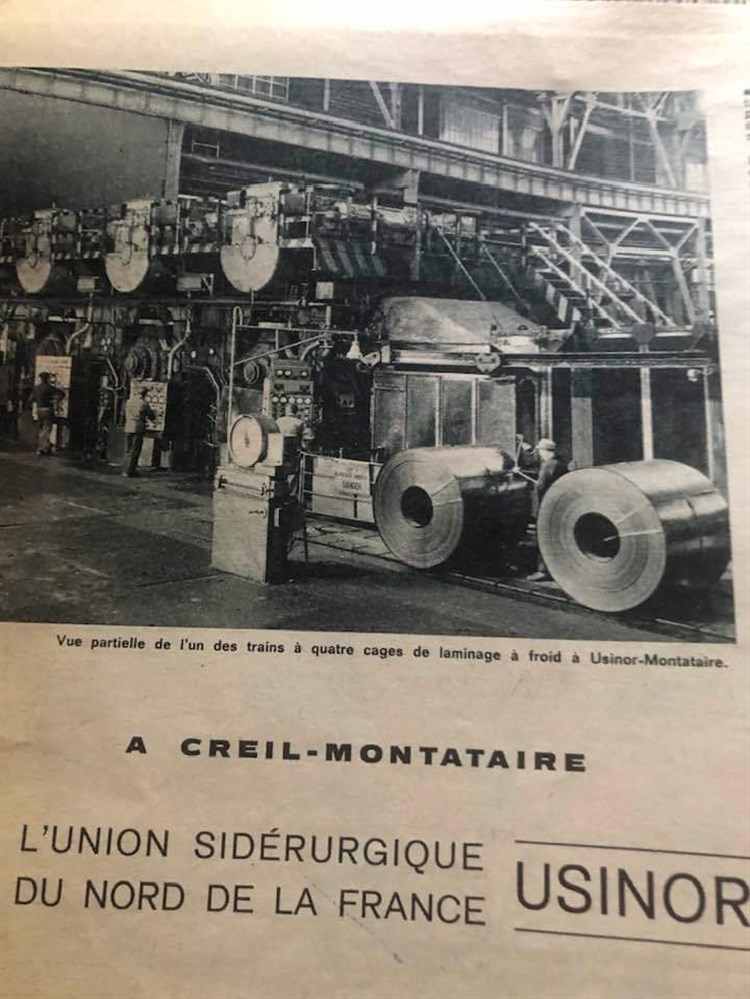 DANGER
Vue partielle de l'un des trains à quatre cages de laminage à froid à Usinor-Montataire.
A CREIL-MONTATAIRE
L'UNION SIDÉRURGIQUE
DU NORD DE LA FRANCE
USINOR